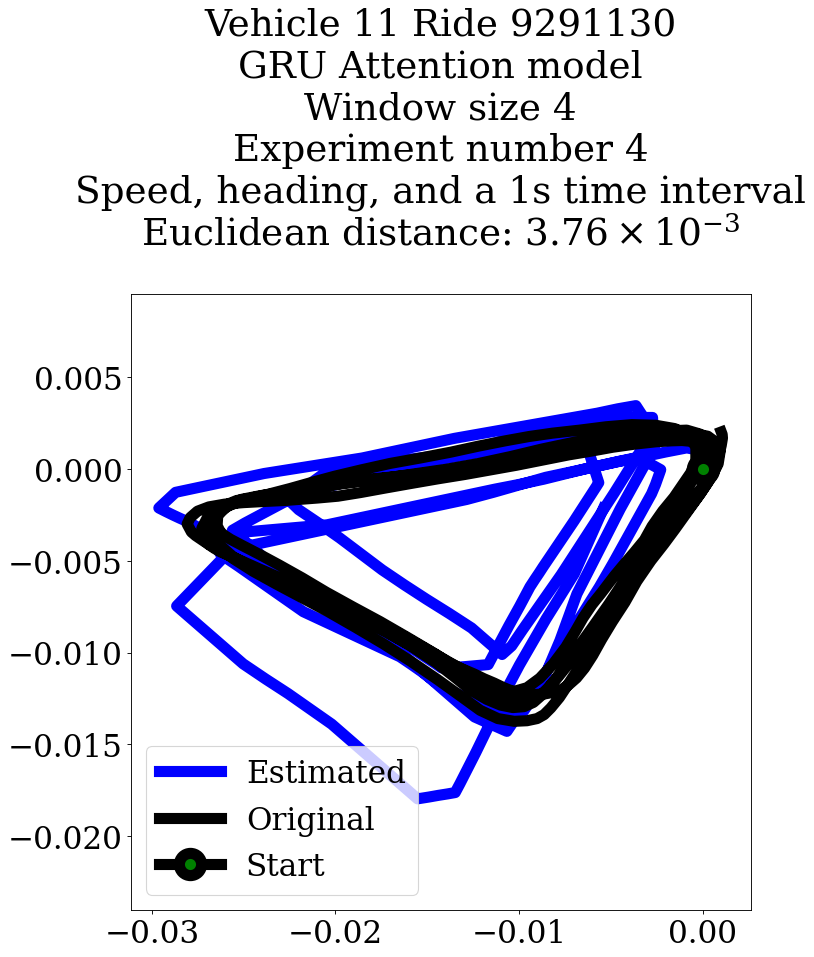 Vehicle 11 Ride 9291130
GRU Attention model
Window size 4
Experiment number 4
Speed, heading, and a 1s time interval
Euclidean distance: 3.76 × 10⁻³
0.005
0.000
−0.005
−0.010
−0.015
−0.020
Estimated
Original
Start
−0.03 −0.02 −0.01 0.00